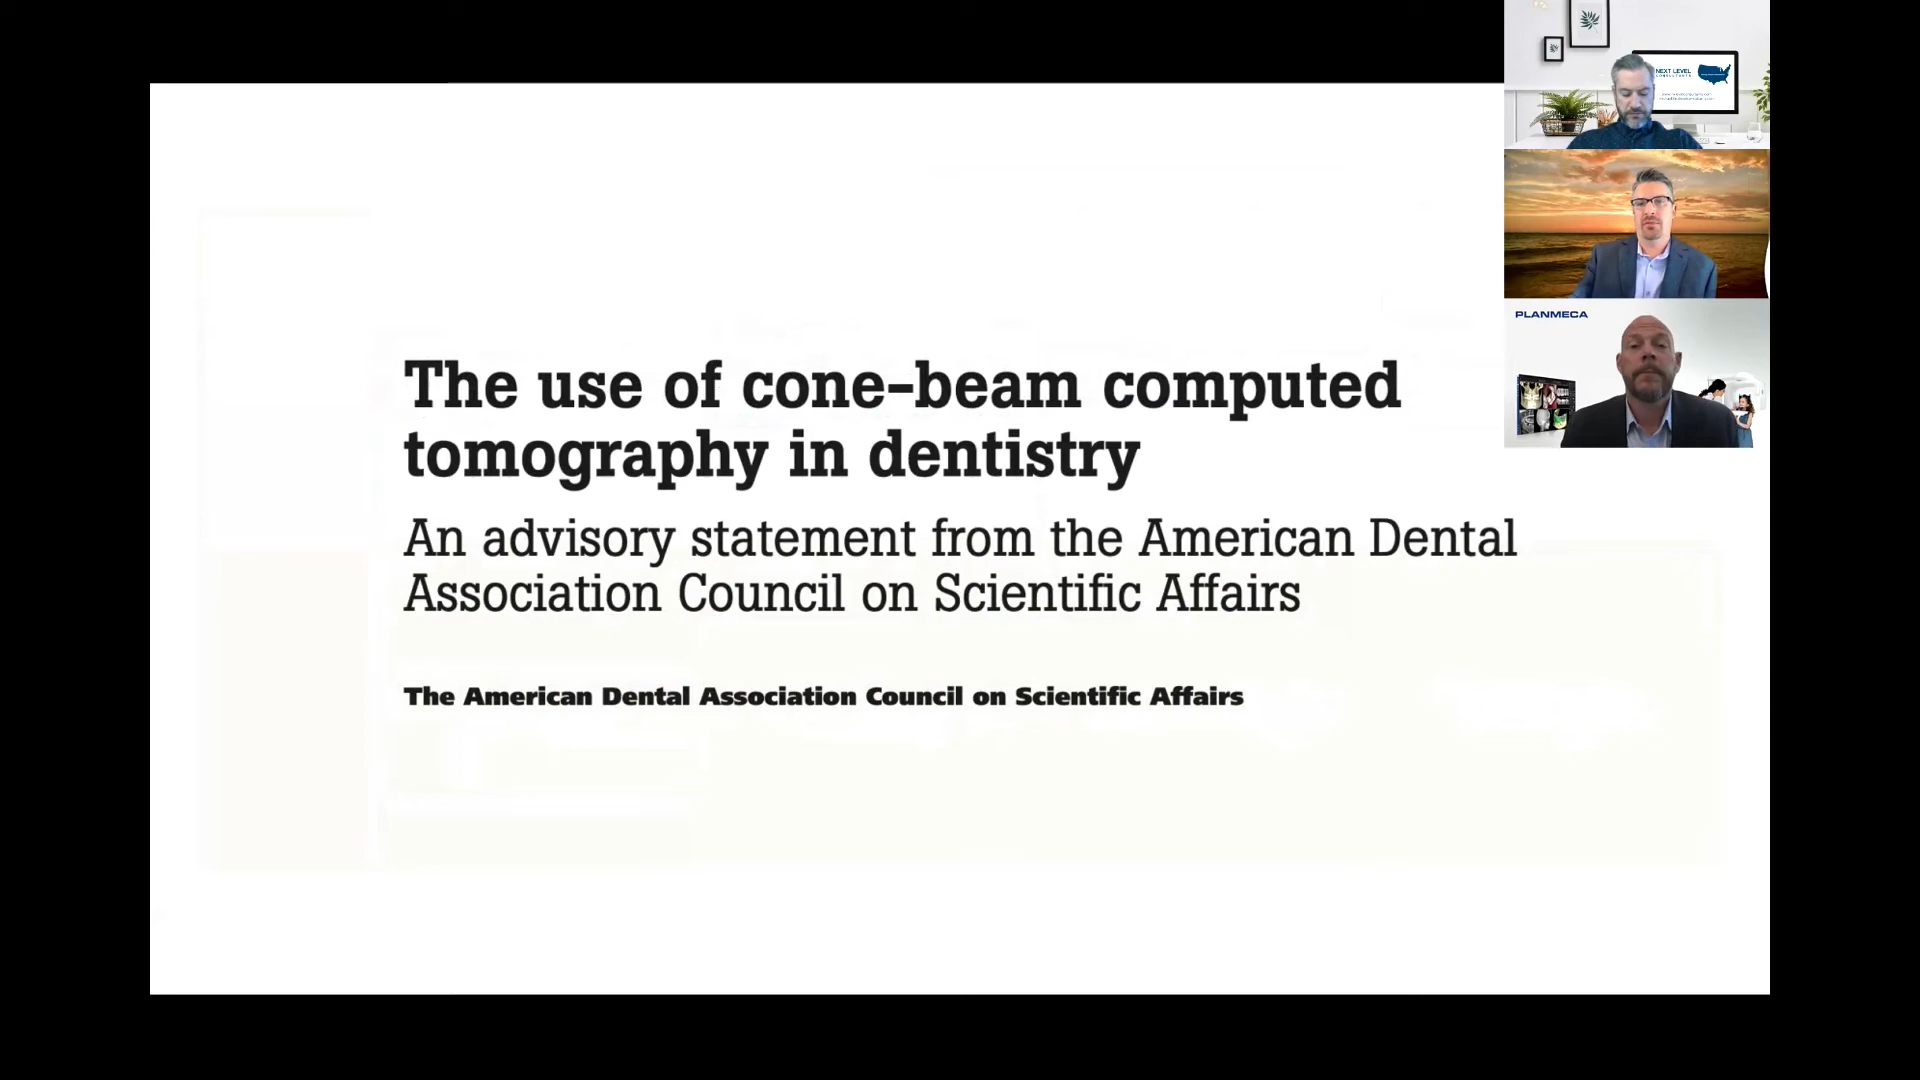 The use of cone-beam computed
tomography in dentistry
An advisory statement from the American Dental
Association Council on Scientific Affairs
The American Dental Association Council on Scientific Affairs
NEXT LEVEL
CONSULTANTS
PLANMECA